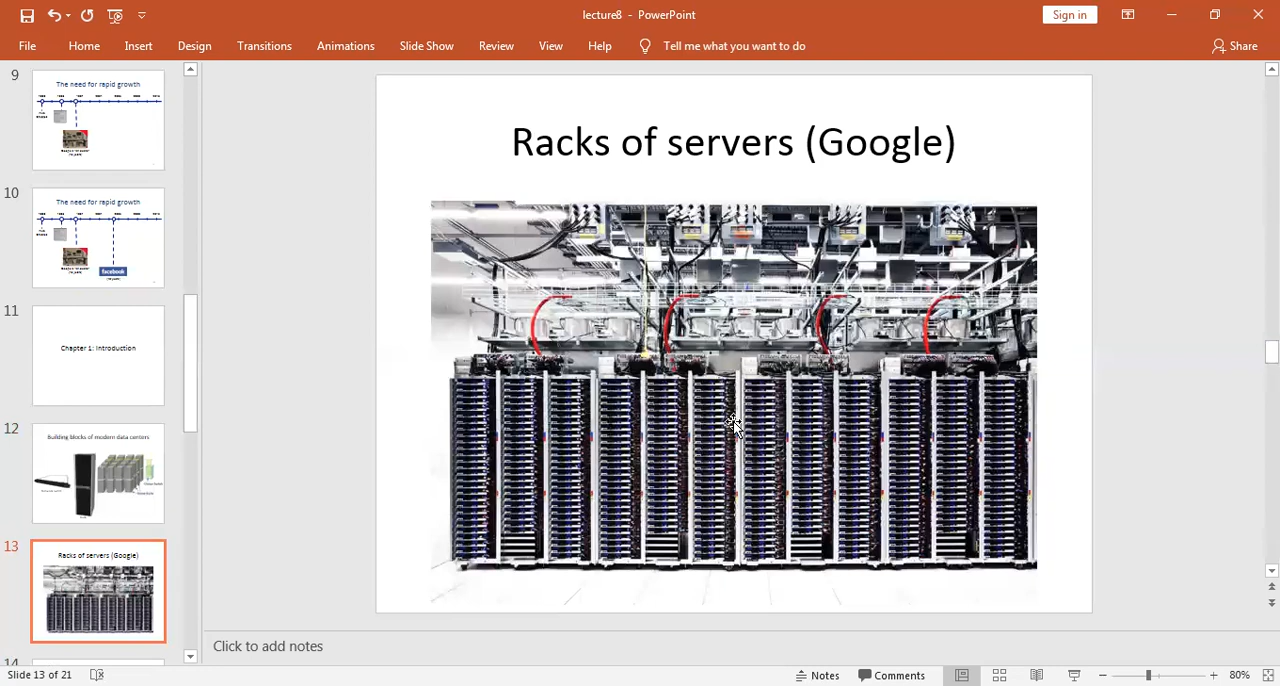 lecture8 - PowerPoint
Sign in
File Home Insert Design Transitions Animations Slide Show Review View Help Tell me what you want to do Share
9
The need for rapid growth
10
The need for rapid growth
facebook
11
Chapter 1: Introduction
12
Building blocks of modern data centers
13
Racks of servers (Google)
14
Racks of servers (Google)
Click to add notes
Slide 13 of 21
Notes Comments 80%